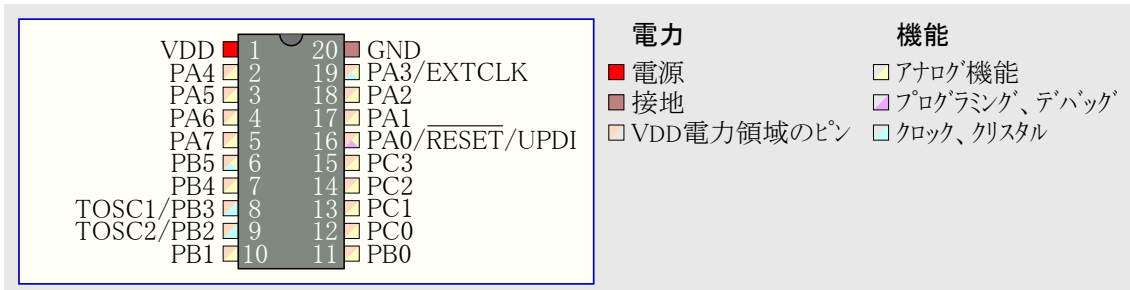 VDD 1 20 GND
PA4 2 19 PA3/EXTCLK
PA5 3 18 PA2
PA6 4 17 PA1
PA7 5 16 PA0/RESET/UPDI
PB5 6 15 PC3
PB4 7 14 PC2
TOSC1/PB3 8 13 PC1
TOSC2/PB2 9 12 PC0
PB1 10 11 PB0
電力
電源
接地
VDD電力領域のピン
機能
アナログ機能
プログラミング、デバッグ
クロック、クリスタル